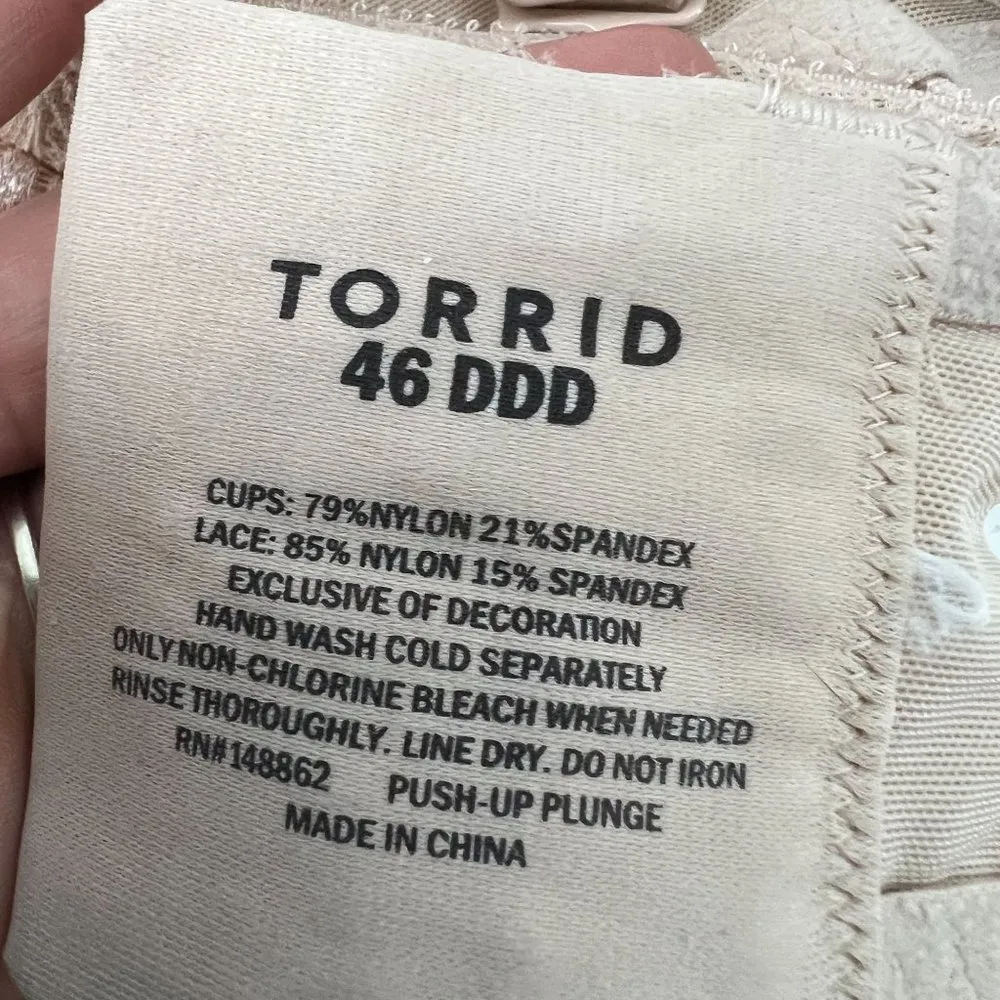 TORRID
46 DDD
CUPS: 79%NYLON 21%SPANDEX
LACE: 85% NYLON 15% SPANDEX
EXCLUSIVE OF DECORATION
HAND WASH COLD SEPARATELY
ONLY NON-CHLORINE BLEACH WHEN NEEDED
RINSE THOROUGHLY. LINE DRY. DO NOT IRON
RN#148862 PUSH-UP PLUNGE
MADE IN CHINA